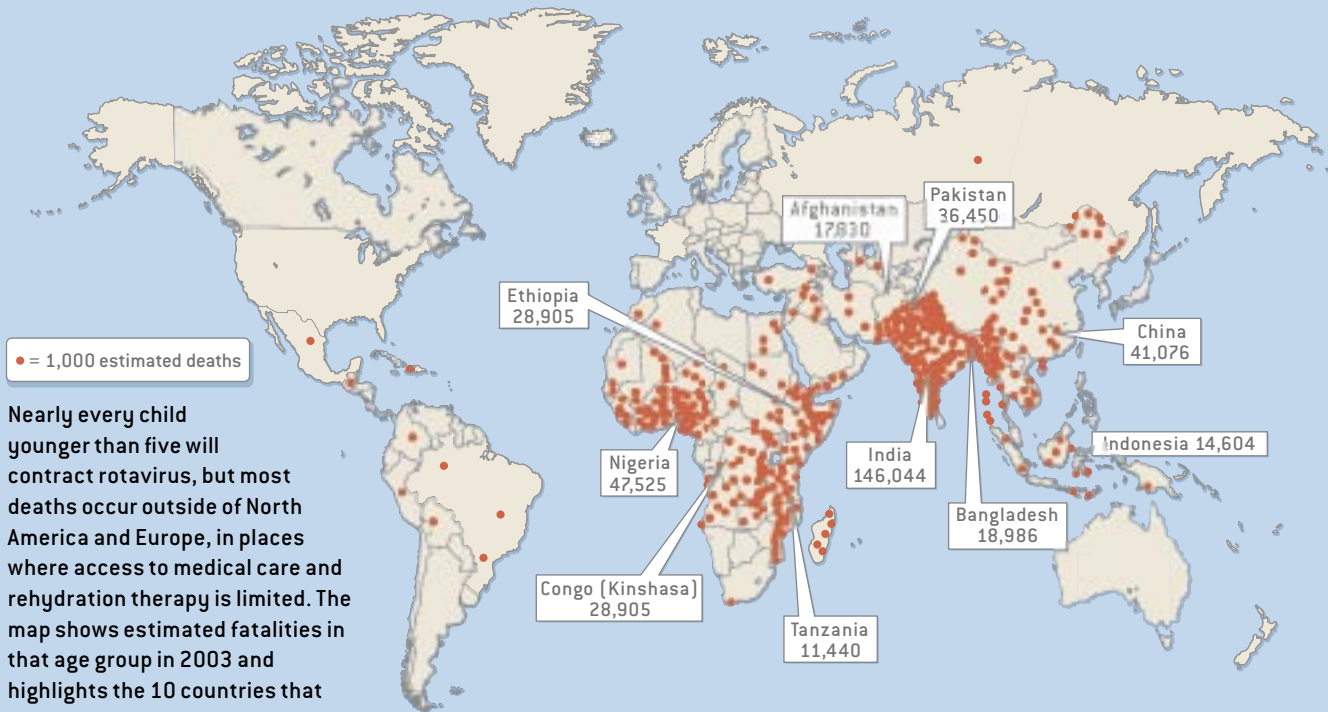 Pakistan
36,450
Afghanistan
17,830
Ethiopia
28,905
China
41,076
= 1,000 estimated deaths
Nearly every child
younger than five will
contract rotavirus, but most
deaths occur outside of North
America and Europe, in places
where access to medical care and
rehydration therapy is limited. The
map shows estimated fatalities in
that age group in 2003 and
highlights the 10 countries that
Nigeria
47,525
India
146,044
Indonesia 14,604
Bangladesh
18,986
Congo (Kinshasa)
28,905
Tanzania
11,440